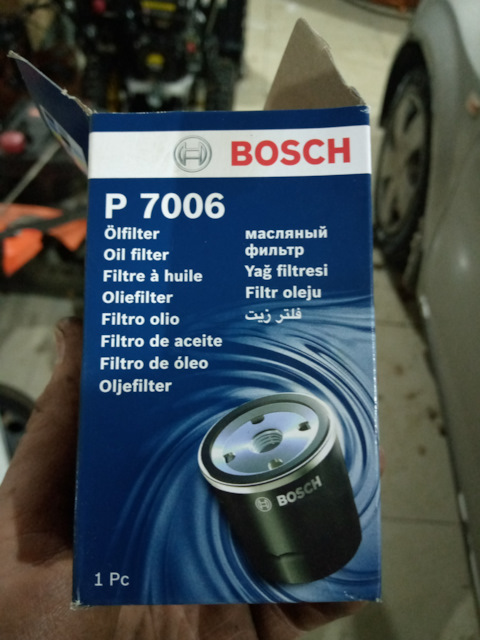 BOSCH
P 7006
Ölfilter
Oil filter
Filtre à huile
Oliefilter
Filtro olio
Filtro de aceite
Filtro de óleo
Oljefilter
масляный
фильтр
Yağ filtresi
Filtr oleju
فلتر زيت
BOSCH
1 Pc